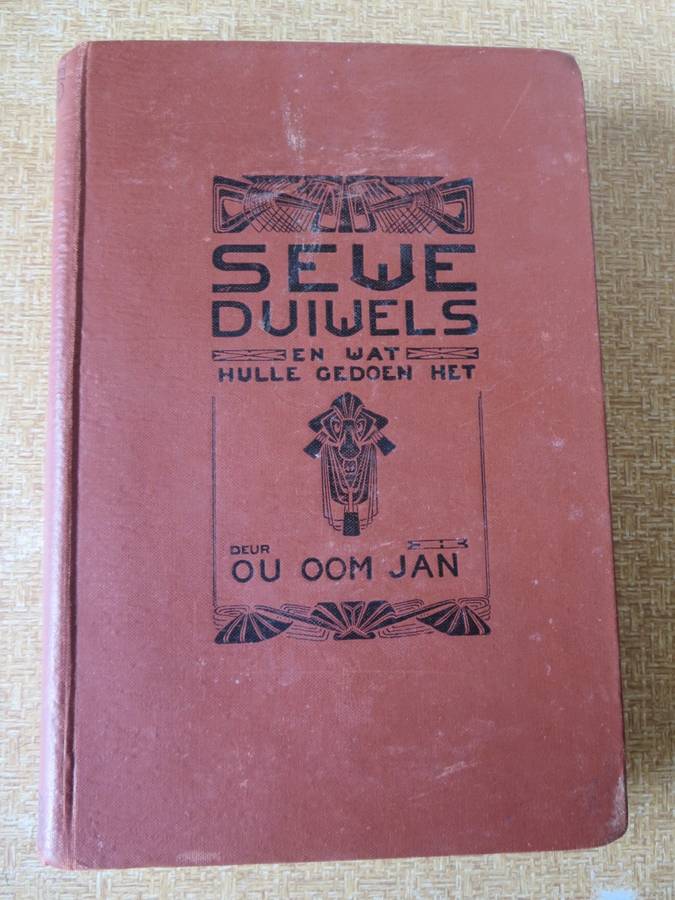 SEWE
DUIWELS
EN WAT
HULLE GEDOEN HET
DEUR
OU OOM JAN